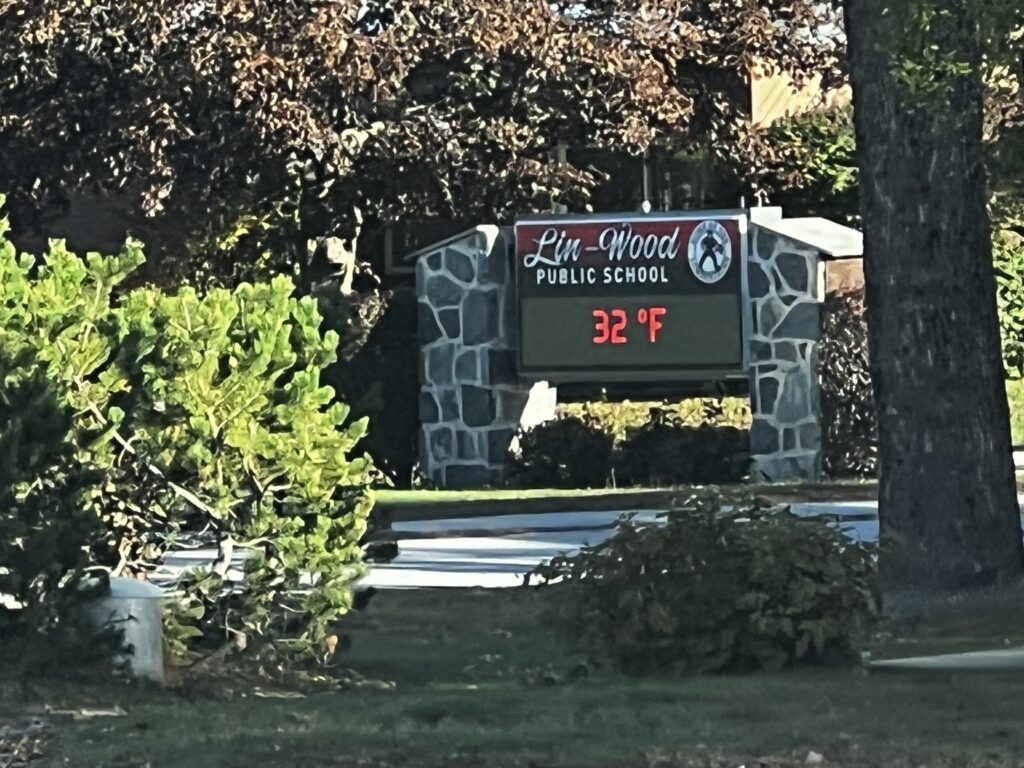 Lin-Wood
PUBLIC SCHOOL
32 °F